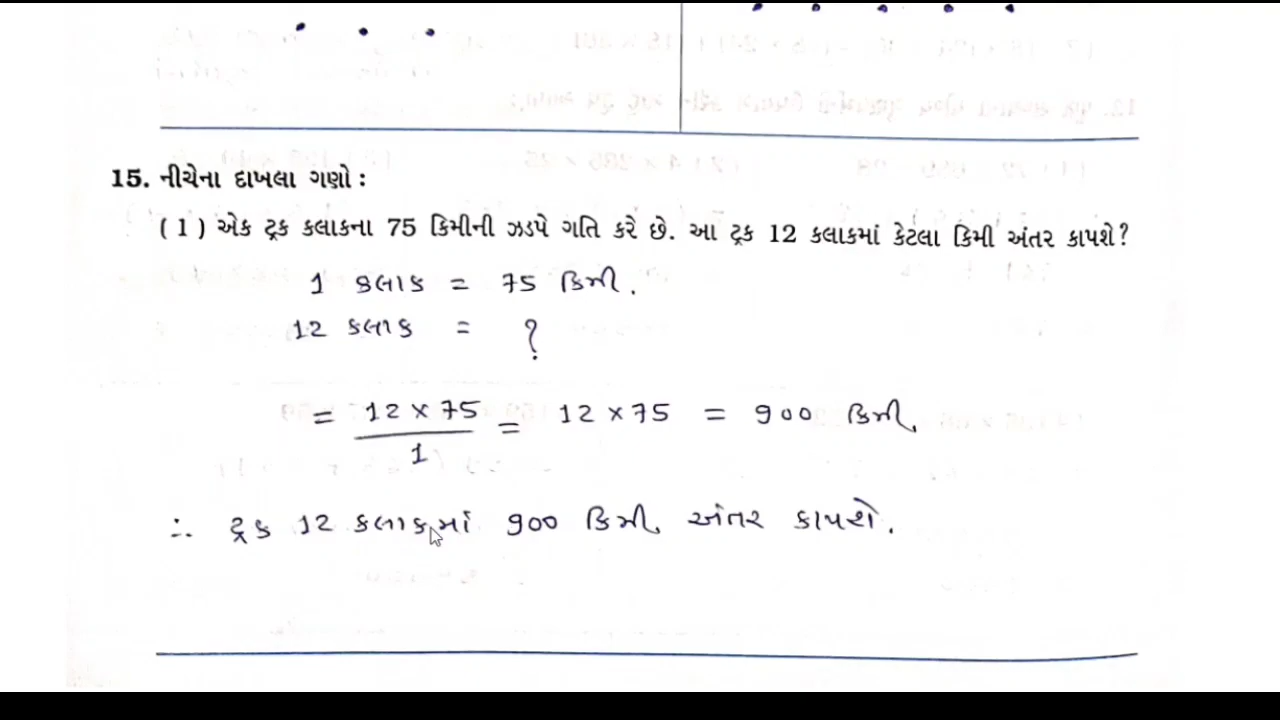 15. નીચેના દાખલા ગણો :
( 1 ) એક ટ્રક કલાકના 75 કિમીની ઝડપે ગતિ કરે છે. આ ટ્રક 12 કલાકમાં કેટલા કિમી અંતર કાપશે ?
1 કલાક = 75 કિમી.
12 કલાક = ?
= 12 × 75 / 1 = 12 × 75 = 900 કિમી.
∴ ટ્રક 12 કલાકમાં 900 કિમી. અંતર કાપશે.